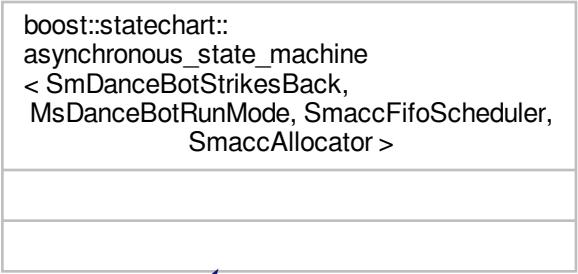 boost::statechart::
asynchronous_state_machine
< SmDanceBotStrikesBack,
MsDanceBotRunMode, SmaccFifoScheduler,
SmaccAllocator >